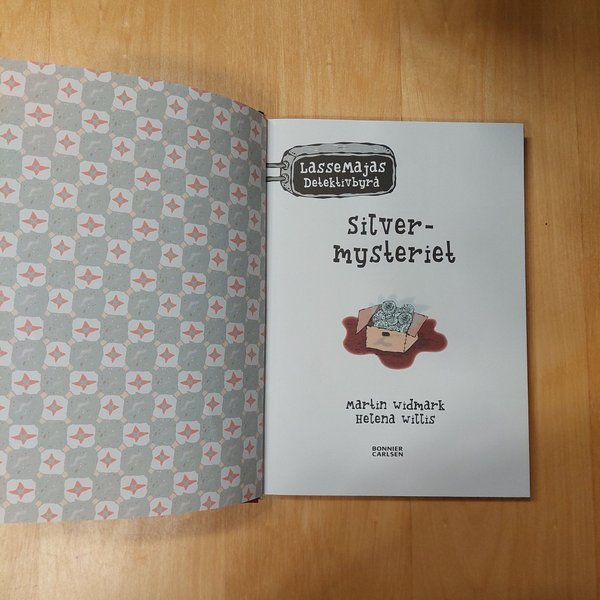 LasseMajas
Detektivbyrå
Silver-
mysteriet
Martin Widmark
Helena Willis
BONNIER
CARLSEN